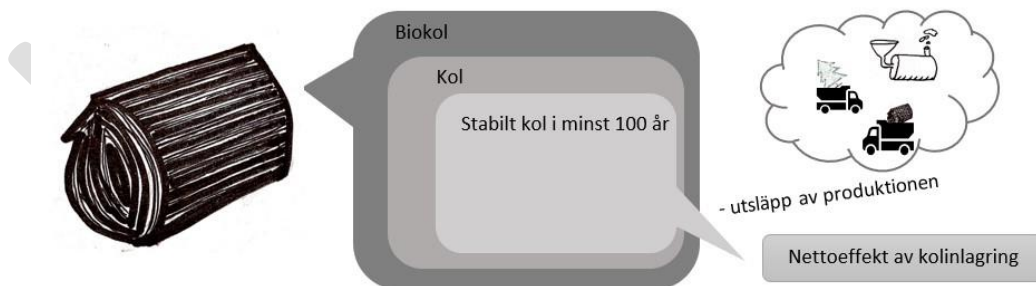 Biokol
Kol
Stabilt kol i minst 100 år
- utsläpp av produktionen
Nettoeffekt av kolinlagring